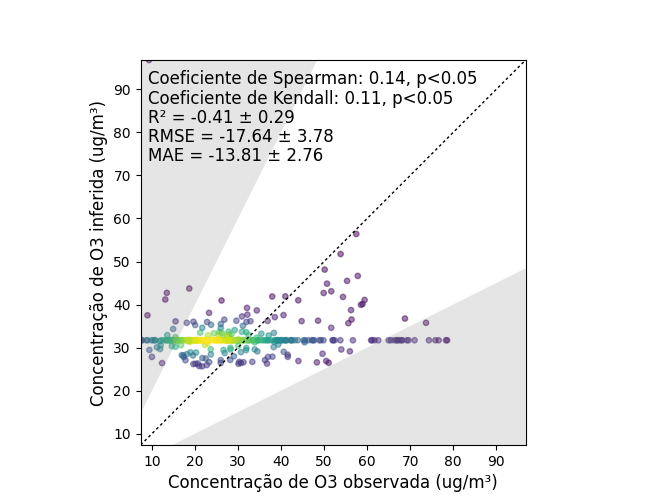 Coeficiente de Spearman: 0.14, p<0.05
Coeficiente de Kendall: 0.11, p<0.05
R² = -0.41 ± 0.29
RMSE = -17.64 ± 3.78
MAE = -13.81 ± 2.76
Concentração de O3 inferida (ug/m³)
90
80
70
60
50
40
30
20
10
10 20 30 40 50 60 70 80 90
Concentração de O3 observada (ug/m³)